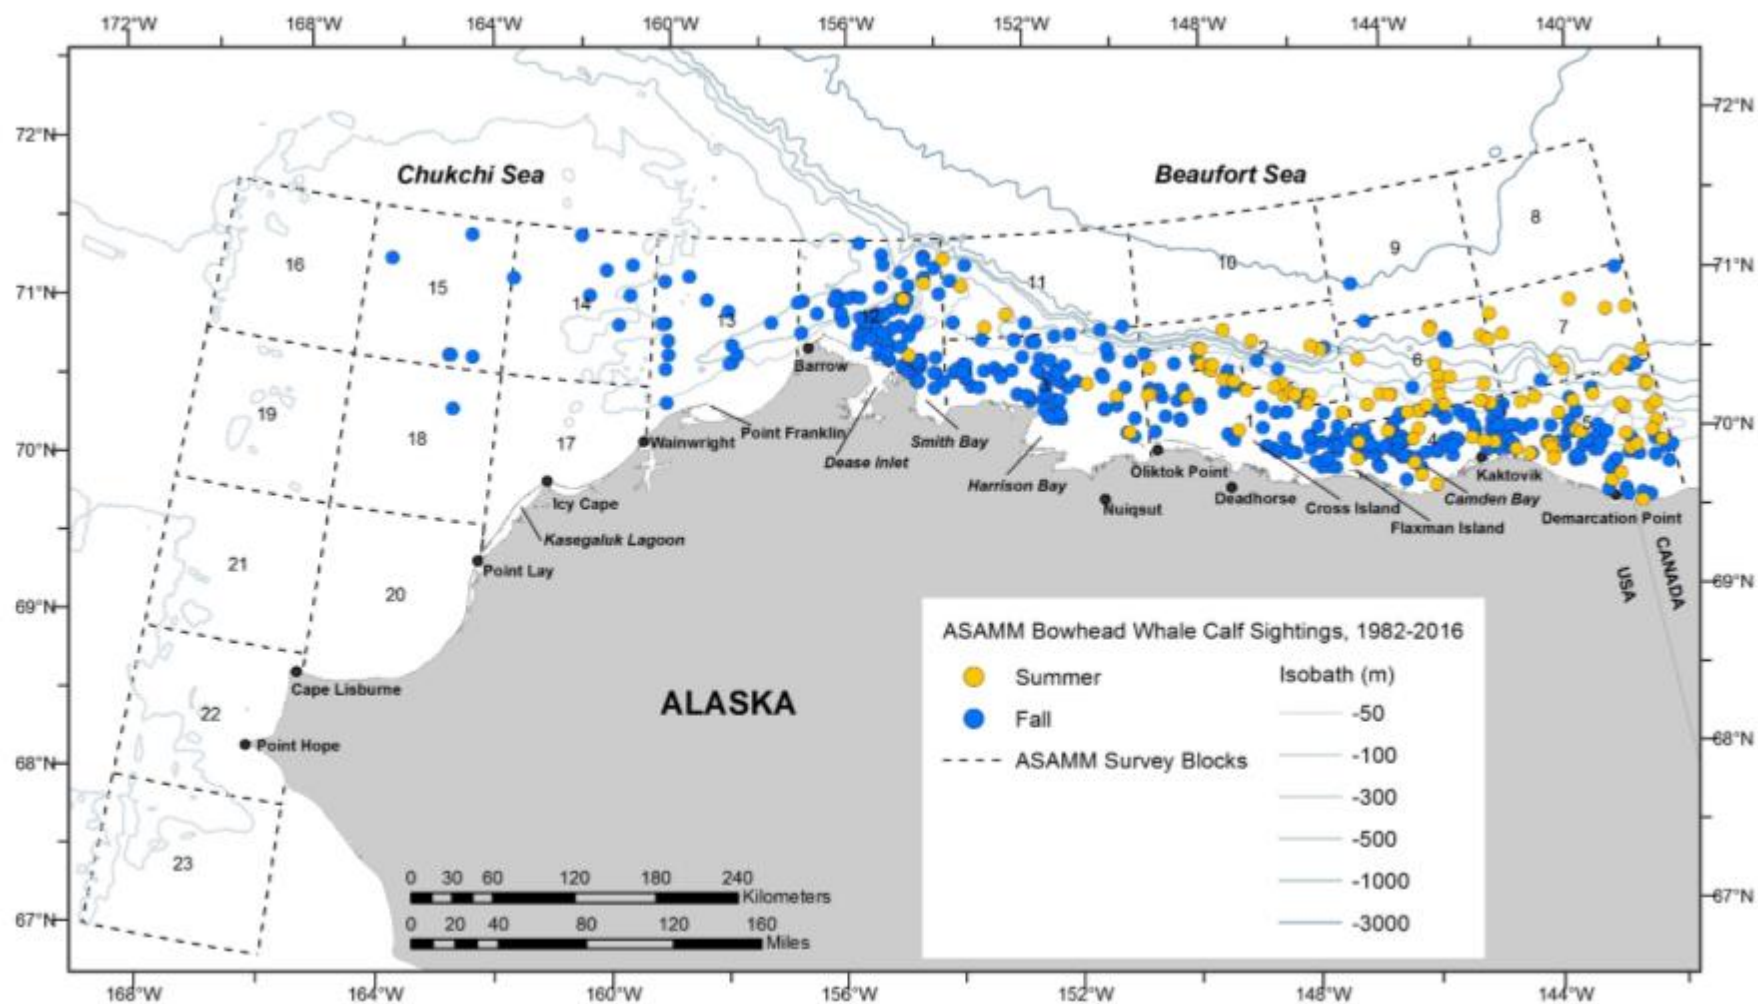 172°W 168°W 164°W 160°W 156°W 152°W 148°W 144°W 140°W
72°N 72°N
Chukchi Sea Beaufort Sea
8
9
16 10
71°N 71°N
11
15
14
13
12
7
2
6
19
1
5
4
18
17
70°N 70°N
Barrow
Point Franklin
Wainwright
Smith Bay
Dease Inlet
Harrison Bay
Oliktok Point
Kaktovik
Icy Cape
Nuiqsut
Deadhorse
Camden Bay
Cross Island
Demarcation Point
Flaxman Island
Kasegaluk Lagoon
21
Point Lay
20
CANADA
USA
69°N 69°N
ASAMM Bowhead Whale Calf Sightings, 1982-2016
Summer
Fall
ASAMM Survey Blocks
Isobath (m)
-50
-100
-300
-500
-1000
-3000
Cape Lisburne
ALASKA
22
Point Hope
68°N 68°N
23
0 30 60 120 180 240
Kilometers
0 20 40 80 120 160
Miles
67°N 67°N
168°W 164°W 160°W 156°W 152°W 148°W 144°W